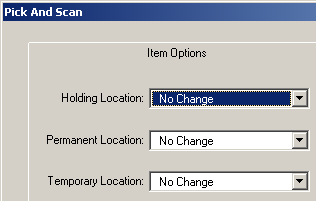 Pick And Scan
Item Options
Holding Location: No Change
Permanent Location: No Change
Temporary Location: No Change